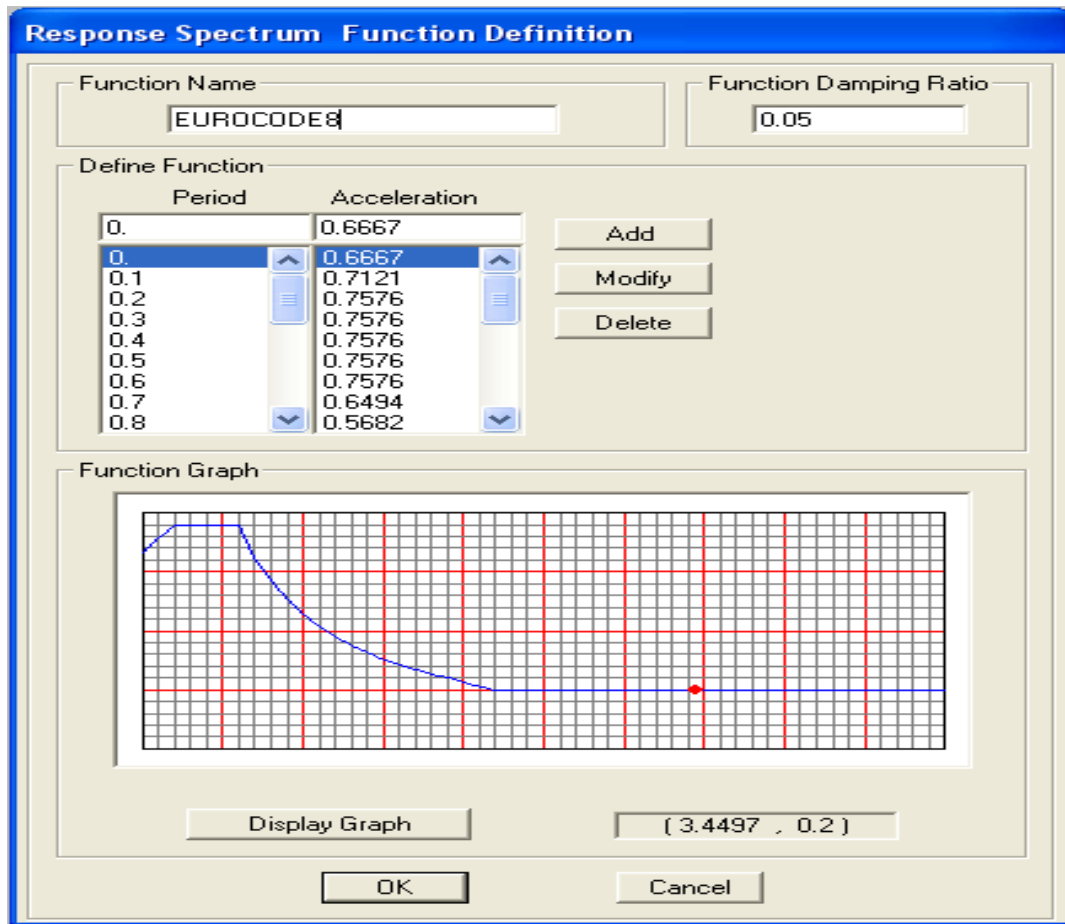 Response Spectrum Function Definition
Function Name
EUROCODE8
Function Damping Ratio
0.05
Define Function
Period Acceleration
0. 0.6667
0. 0.6667
0.1 0.7121
0.2 0.7576
0.3 0.7576
0.4 0.7576
0.5 0.7576
0.6 0.7576
0.7 0.6494
0.8 0.5682
Add
Modify
Delete
Function Graph
Display Graph
( 3.4497 , 0.2 )
OK
Cancel